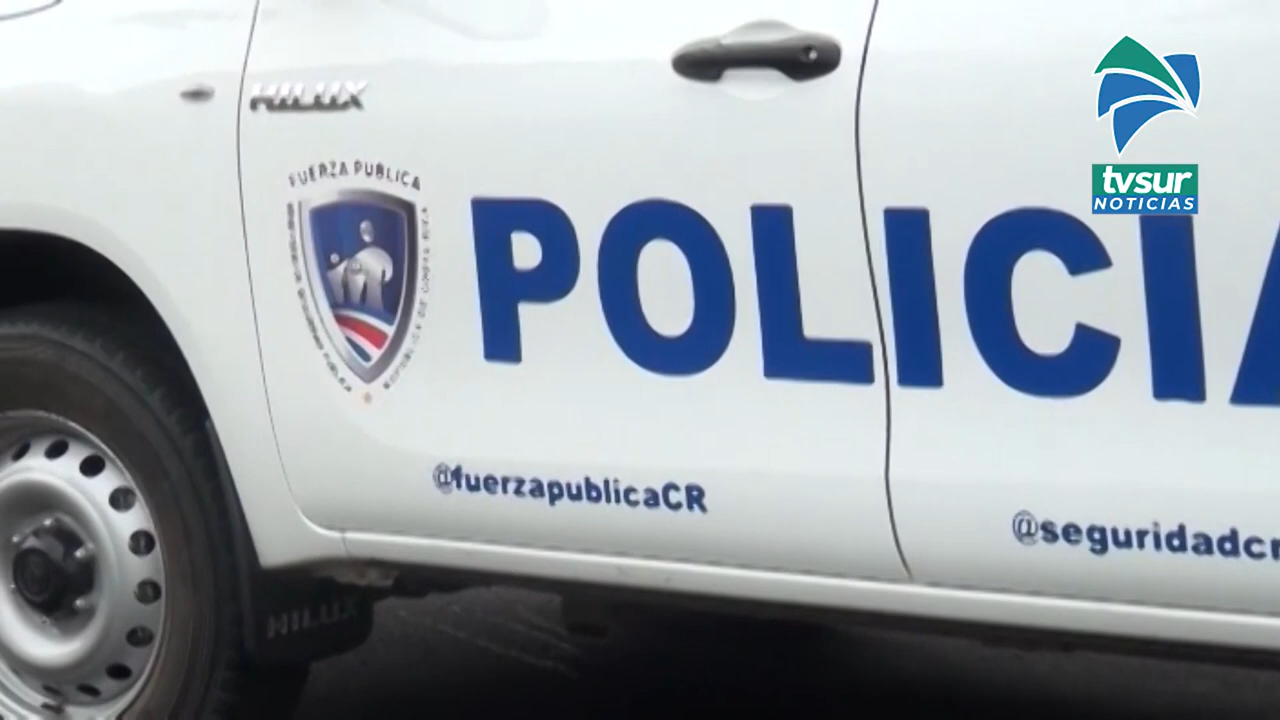 HILUX
FUERZA PUBLICA
POLICIA
@fuerzapublicaCR
@seguridadcr
HILUX
tvsur
NOTICIAS